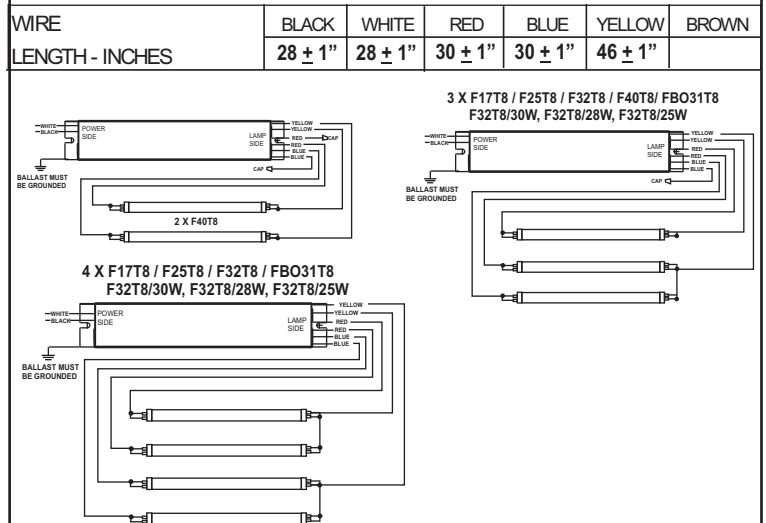 WIRE BLACK WHITE RED BLUE YELLOW BROWN
LENGTH - INCHES 28 ± 1” 28 ± 1” 30 ± 1” 30 ± 1” 46 ± 1”
WHITE
BLACK
POWER
SIDE
LAMP
SIDE
YELLOW
YELLOW
RED CAP
RED
BLUE
BLUE
CAP
BALLAST MUST
BE GROUNDED
2 X F40T8
3 X F17T8 / F25T8 / F32T8 / F40T8/ FBO31T8
F32T8/30W, F32T8/28W, F32T8/25W
WHITE
BLACK
POWER
SIDE
LAMP
SIDE
YELLOW
YELLOW
RED
RED
BLUE
BLUE
CAP
BALLAST MUST
BE GROUNDED
4 X F17T8 / F25T8 / F32T8 / FBO31T8
F32T8/30W, F32T8/28W, F32T8/25W
WHITE
BLACK
POWER
SIDE
LAMP
SIDE
YELLOW
YELLOW
RED
RED
BLUE
BLUE
BALLAST MUST
BE GROUNDED